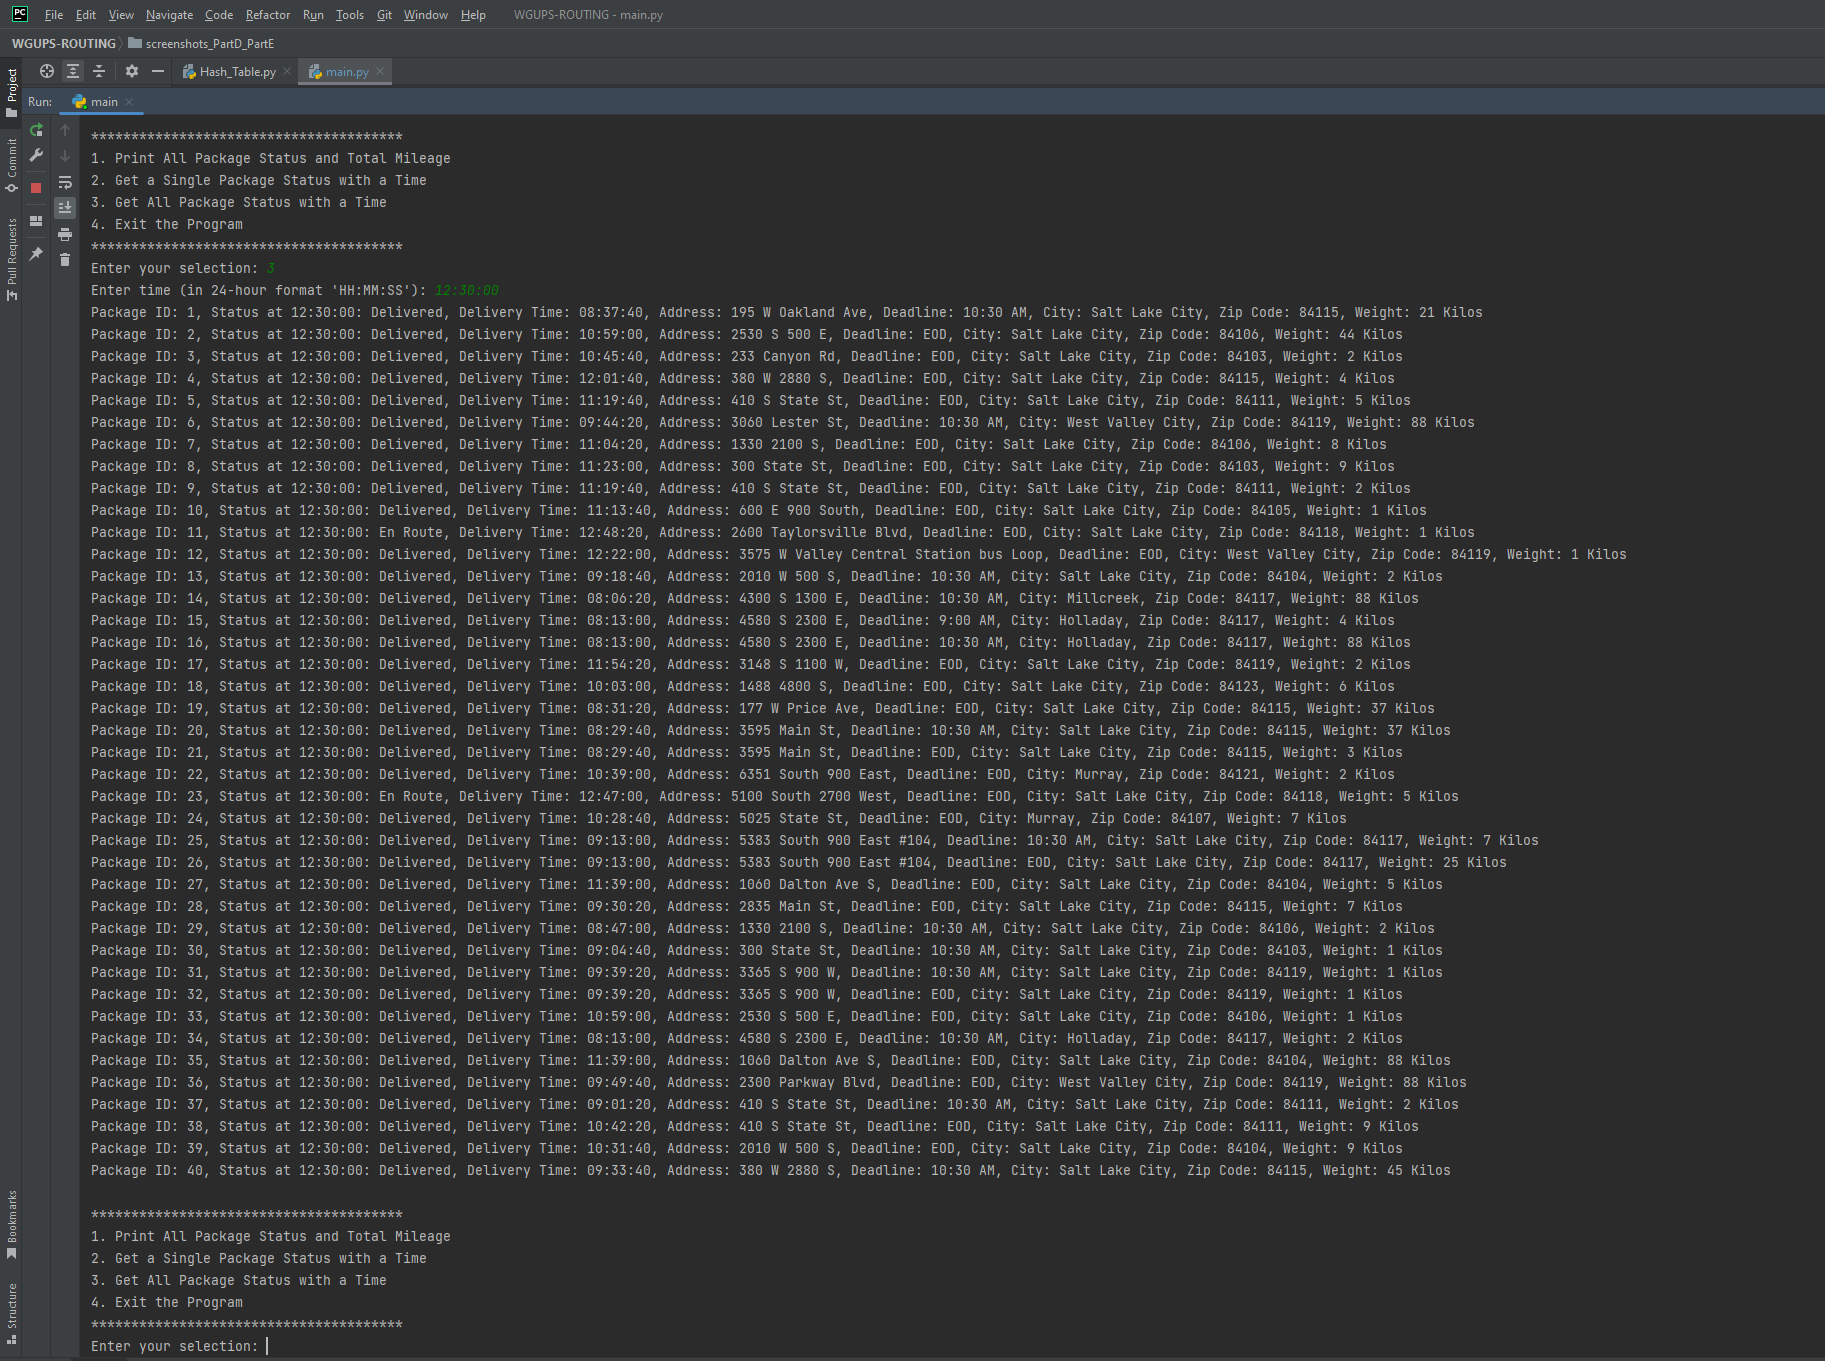 PC File Edit View Navigate Code Refactor Run Tools Git Window Help WGUPS-ROUTING - main.py
WGUPS-ROUTING screenshots_PartD_PartE
Project
Hash_Table.py main.py
Run: main
Commit
Pull Requests
***************************************
1. Print All Package Status and Total Mileage
2. Get a Single Package Status with a Time
3. Get All Package Status with a Time
4. Exit the Program
***************************************
Enter your selection: 3
Enter time (in 24-hour format 'HH:MM:SS'): 12:30:00
Package ID: 1, Status at 12:30:00: Delivered, Delivery Time: 08:37:40, Address: 195 W Oakland Ave, Deadline: 10:30 AM, City: Salt Lake City, Zip Code: 84115, Weight: 21 Kilos
Package ID: 2, Status at 12:30:00: Delivered, Delivery Time: 10:59:00, Address: 2530 S 500 E, Deadline: EOD, City: Salt Lake City, Zip Code: 84106, Weight: 44 Kilos
Package ID: 3, Status at 12:30:00: Delivered, Delivery Time: 10:45:40, Address: 233 Canyon Rd, Deadline: EOD, City: Salt Lake City, Zip Code: 84103, Weight: 2 Kilos
Package ID: 4, Status at 12:30:00: Delivered, Delivery Time: 12:01:40, Address: 380 W 2880 S, Deadline: EOD, City: Salt Lake City, Zip Code: 84115, Weight: 4 Kilos
Package ID: 5, Status at 12:30:00: Delivered, Delivery Time: 11:19:40, Address: 410 S State St, Deadline: EOD, City: Salt Lake City, Zip Code: 84111, Weight: 5 Kilos
Package ID: 6, Status at 12:30:00: Delivered, Delivery Time: 09:44:20, Address: 3060 Lester St, Deadline: 10:30 AM, City: West Valley City, Zip Code: 84119, Weight: 88 Kilos
Package ID: 7, Status at 12:30:00: Delivered, Delivery Time: 11:04:20, Address: 1330 2100 S, Deadline: EOD, City: Salt Lake City, Zip Code: 84106, Weight: 8 Kilos
Package ID: 8, Status at 12:30:00: Delivered, Delivery Time: 11:23:00, Address: 300 State St, Deadline: EOD, City: Salt Lake City, Zip Code: 84103, Weight: 9 Kilos
Package ID: 9, Status at 12:30:00: Delivered, Delivery Time: 11:19:40, Address: 410 S State St, Deadline: EOD, City: Salt Lake City, Zip Code: 84111, Weight: 2 Kilos
Package ID: 10, Status at 12:30:00: Delivered, Delivery Time: 11:13:40, Address: 600 E 900 South, Deadline: EOD, City: Salt Lake City, Zip Code: 84105, Weight: 1 Kilos
Package ID: 11, Status at 12:30:00: En Route, Delivery Time: 12:48:20, Address: 2600 Taylorsville Blvd, Deadline: EOD, City: Salt Lake City, Zip Code: 84118, Weight: 1 Kilos
Package ID: 12, Status at 12:30:00: Delivered, Delivery Time: 12:22:00, Address: 3575 W Valley Central Station bus Loop, Deadline: EOD, City: West Valley City, Zip Code: 84119, Weight: 1 Kilos
Package ID: 13, Status at 12:30:00: Delivered, Delivery Time: 09:18:40, Address: 2010 W 500 S, Deadline: 10:30 AM, City: Salt Lake City, Zip Code: 84104, Weight: 2 Kilos
Package ID: 14, Status at 12:30:00: Delivered, Delivery Time: 08:06:20, Address: 4300 S 1300 E, Deadline: 10:30 AM, City: Millcreek, Zip Code: 84117, Weight: 88 Kilos
Package ID: 15, Status at 12:30:00: Delivered, Delivery Time: 08:13:00, Address: 4580 S 2300 E, Deadline: 9:00 AM, City: Holladay, Zip Code: 84117, Weight: 4 Kilos
Package ID: 16, Status at 12:30:00: Delivered, Delivery Time: 08:13:00, Address: 4580 S 2300 E, Deadline: 10:30 AM, City: Holladay, Zip Code: 84117, Weight: 88 Kilos
Package ID: 17, Status at 12:30:00: Delivered, Delivery Time: 11:54:20, Address: 3148 S 1100 W, Deadline: EOD, City: Salt Lake City, Zip Code: 84119, Weight: 2 Kilos
Package ID: 18, Status at 12:30:00: Delivered, Delivery Time: 10:03:00, Address: 1488 4800 S, Deadline: EOD, City: Salt Lake City, Zip Code: 84123, Weight: 6 Kilos
Package ID: 19, Status at 12:30:00: Delivered, Delivery Time: 08:31:20, Address: 177 W Price Ave, Deadline: EOD, City: Salt Lake City, Zip Code: 84115, Weight: 37 Kilos
Package ID: 20, Status at 12:30:00: Delivered, Delivery Time: 08:29:40, Address: 3595 Main St, Deadline: 10:30 AM, City: Salt Lake City, Zip Code: 84115, Weight: 37 Kilos
Package ID: 21, Status at 12:30:00: Delivered, Delivery Time: 08:29:40, Address: 3595 Main St, Deadline: EOD, City: Salt Lake City, Zip Code: 84115, Weight: 3 Kilos
Package ID: 22, Status at 12:30:00: Delivered, Delivery Time: 10:39:00, Address: 6351 South 900 East, Deadline: EOD, City: Murray, Zip Code: 84121, Weight: 2 Kilos
Package ID: 23, Status at 12:30:00: En Route, Delivery Time: 12:47:00, Address: 5100 South 2700 West, Deadline: EOD, City: Salt Lake City, Zip Code: 84118, Weight: 5 Kilos
Package ID: 24, Status at 12:30:00: Delivered, Delivery Time: 10:28:40, Address: 5025 State St, Deadline: EOD, City: Murray, Zip Code: 84107, Weight: 7 Kilos
Package ID: 25, Status at 12:30:00: Delivered, Delivery Time: 09:13:00, Address: 5383 South 900 East #104, Deadline: 10:30 AM, City: Salt Lake City, Zip Code: 84117, Weight: 7 Kilos
Package ID: 26, Status at 12:30:00: Delivered, Delivery Time: 09:13:00, Address: 5383 South 900 East #104, Deadline: EOD, City: Salt Lake City, Zip Code: 84117, Weight: 25 Kilos
Package ID: 27, Status at 12:30:00: Delivered, Delivery Time: 11:39:00, Address: 1060 Dalton Ave S, Deadline: EOD, City: Salt Lake City, Zip Code: 84104, Weight: 5 Kilos
Package ID: 28, Status at 12:30:00: Delivered, Delivery Time: 09:30:20, Address: 2835 Main St, Deadline: EOD, City: Salt Lake City, Zip Code: 84115, Weight: 7 Kilos
Package ID: 29, Status at 12:30:00: Delivered, Delivery Time: 08:47:00, Address: 1330 2100 S, Deadline: 10:30 AM, City: Salt Lake City, Zip Code: 84106, Weight: 2 Kilos
Package ID: 30, Status at 12:30:00: Delivered, Delivery Time: 09:04:40, Address: 300 State St, Deadline: 10:30 AM, City: Salt Lake City, Zip Code: 84103, Weight: 1 Kilos
Package ID: 31, Status at 12:30:00: Delivered, Delivery Time: 09:39:20, Address: 3365 S 900 W, Deadline: 10:30 AM, City: Salt Lake City, Zip Code: 84119, Weight: 1 Kilos
Package ID: 32, Status at 12:30:00: Delivered, Delivery Time: 09:39:20, Address: 3365 S 900 W, Deadline: EOD, City: Salt Lake City, Zip Code: 84119, Weight: 1 Kilos
Package ID: 33, Status at 12:30:00: Delivered, Delivery Time: 10:59:00, Address: 2530 S 500 E, Deadline: EOD, City: Salt Lake City, Zip Code: 84106, Weight: 1 Kilos
Package ID: 34, Status at 12:30:00: Delivered, Delivery Time: 08:13:00, Address: 4580 S 2300 E, Deadline: 10:30 AM, City: Holladay, Zip Code: 84117, Weight: 2 Kilos
Package ID: 35, Status at 12:30:00: Delivered, Delivery Time: 11:39:00, Address: 1060 Dalton Ave S, Deadline: EOD, City: Salt Lake City, Zip Code: 84104, Weight: 88 Kilos
Package ID: 36, Status at 12:30:00: Delivered, Delivery Time: 09:49:40, Address: 2300 Parkway Blvd, Deadline: EOD, City: West Valley City, Zip Code: 84119, Weight: 88 Kilos
Package ID: 37, Status at 12:30:00: Delivered, Delivery Time: 09:01:20, Address: 410 S State St, Deadline: 10:30 AM, City: Salt Lake City, Zip Code: 84111, Weight: 2 Kilos
Package ID: 38, Status at 12:30:00: Delivered, Delivery Time: 10:42:20, Address: 410 S State St, Deadline: EOD, City: Salt Lake City, Zip Code: 84111, Weight: 9 Kilos
Package ID: 39, Status at 12:30:00: Delivered, Delivery Time: 10:31:40, Address: 2010 W 500 S, Deadline: EOD, City: Salt Lake City, Zip Code: 84104, Weight: 9 Kilos
Package ID: 40, Status at 12:30:00: Delivered, Delivery Time: 09:33:40, Address: 380 W 2880 S, Deadline: 10:30 AM, City: Salt Lake City, Zip Code: 84115, Weight: 45 Kilos
***************************************
1. Print All Package Status and Total Mileage
2. Get a Single Package Status with a Time
3. Get All Package Status with a Time
4. Exit the Program
***************************************
Enter your selection:
Bookmarks
Structure